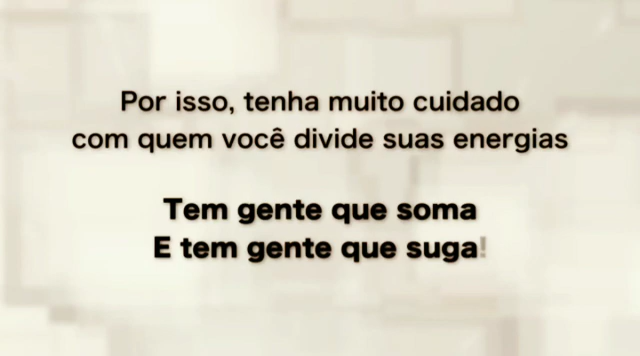 Por isso, tenha muito cuidado
com quem você divide suas energias
Tem gente que soma
E tem gente que suga!